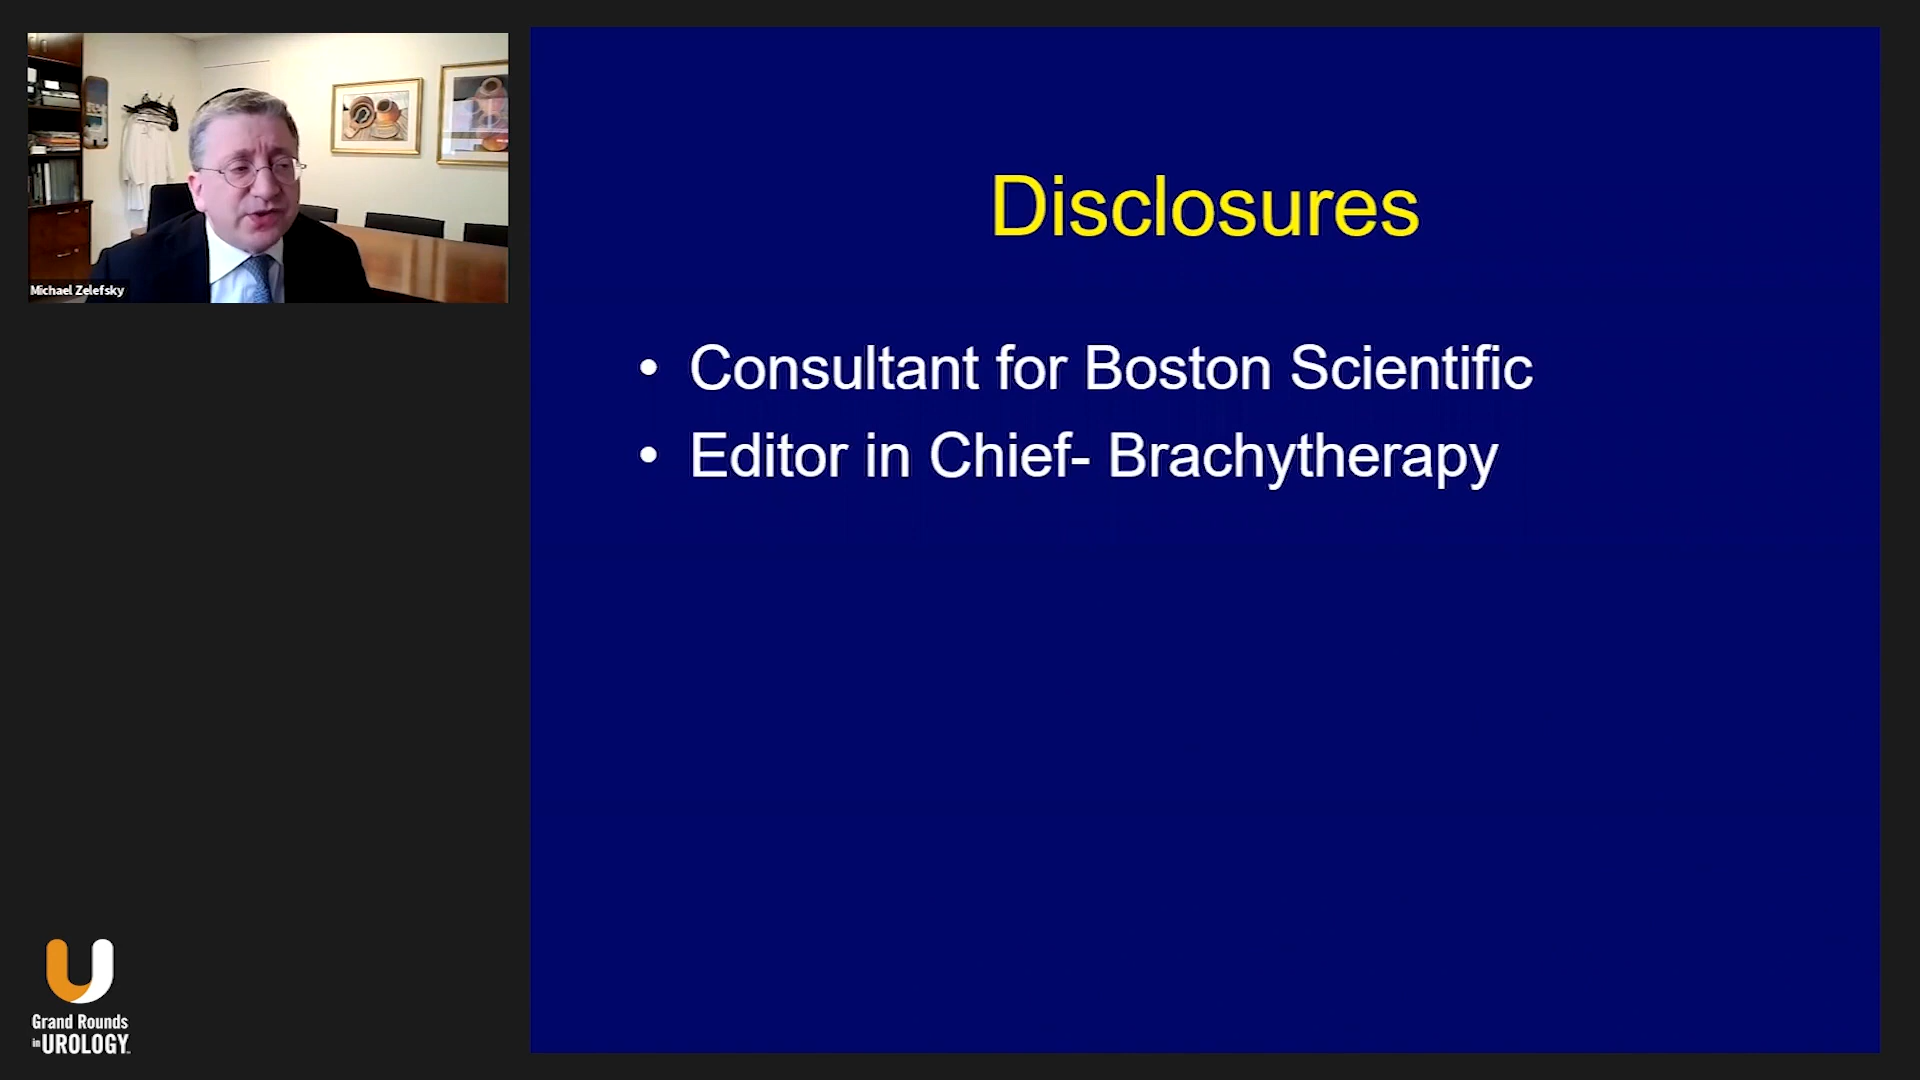 Michael Zelefsky
Disclosures
• Consultant for Boston Scientific
• Editor in Chief- Brachytherapy
Grand Rounds
in UROLOGY